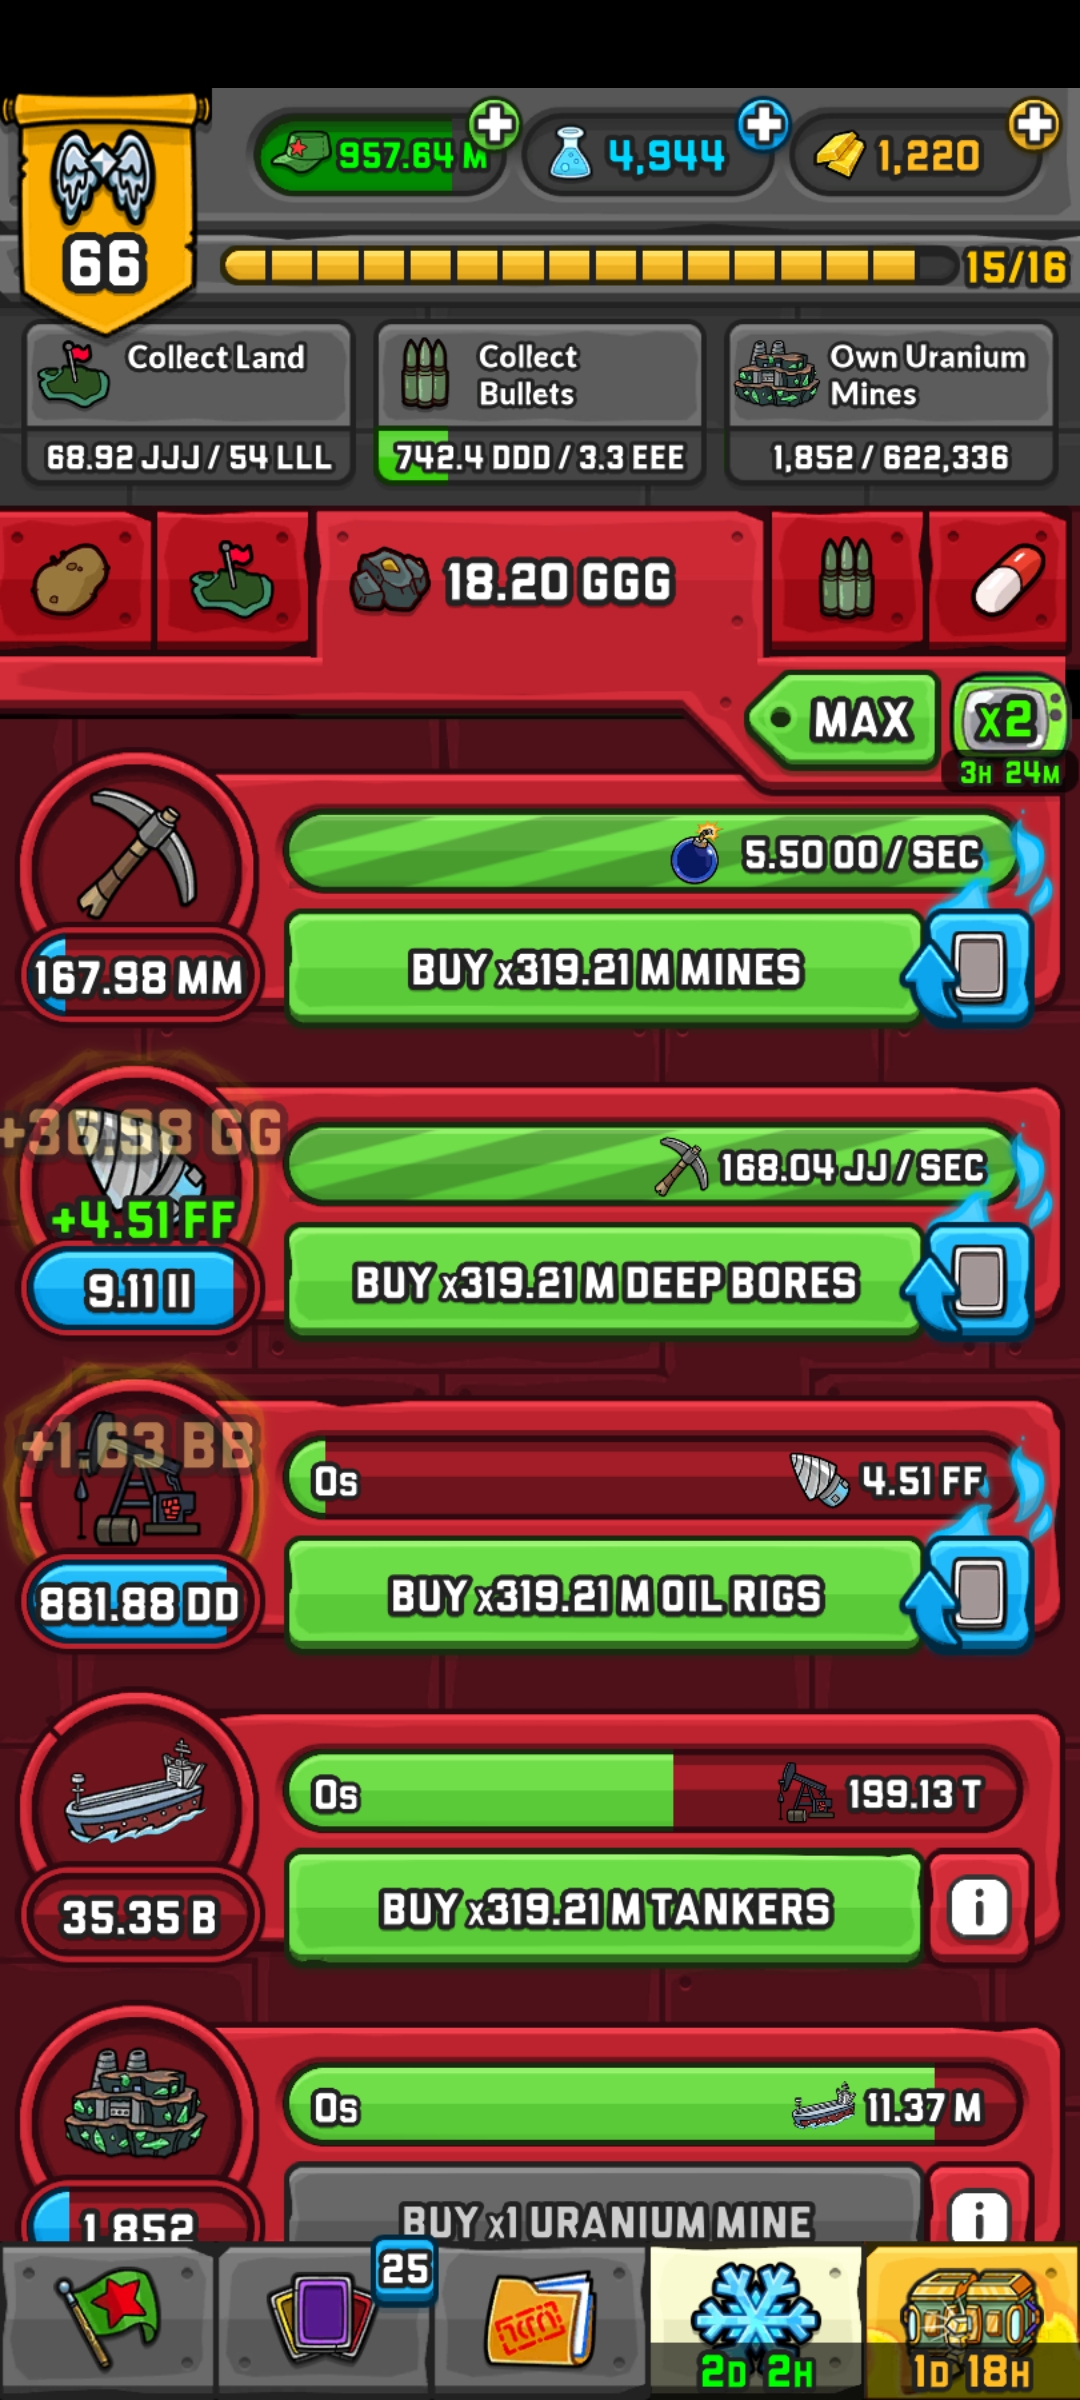 957.64 M
4,944
1,220
66
15/16
Collect Land
68.92 JJJ / 54 LLL
Collect
Bullets
742.4 DDD / 3.3 EEE
Own Uranium
Mines
1,852 / 622,336
18.20 GGG
MAX
x2
3H 24M
5.50 OO / SEC
167.98 MM
BUY x319.21 M MINES
+36.98 GG
+4.51 FF
168.04 JJ / SEC
9.11 II
BUY x319.21 M DEEP BORES
+1.63 BB
0s
4.51 FF
881.88 DD
BUY x319.21 M OIL RIGS
0s
199.13 T
35.35 B
BUY x319.21 M TANKERS
i
0s
11.37 M
1,852
BUY x1 URANIUM MINE
i
25
2D 2H
1D 18H